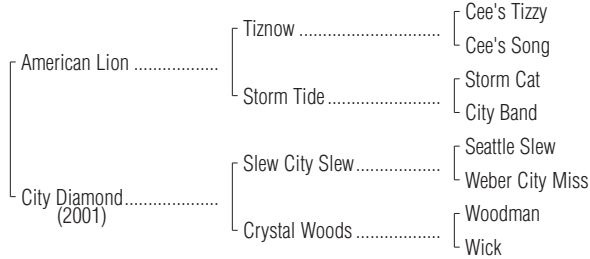 Cee's Tizzy
Tiznow ..............................
Cee's Song
American Lion ..................
Storm Cat
Storm Tide ........................
City Band
Seattle Slew
Slew City Slew ..................
Weber City Miss
City Diamond ....................
(2001)
Woodman
Crystal Woods ..................
Wick